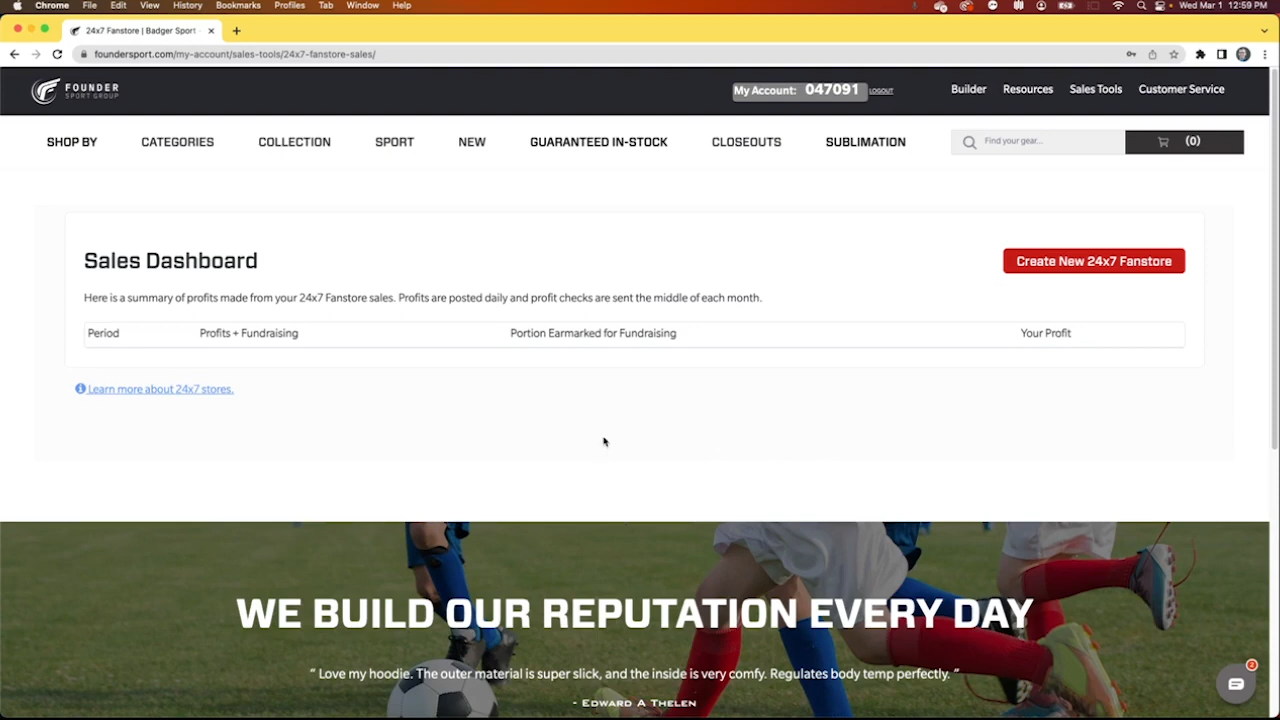 Chrome File Edit View History Bookmarks Profiles Tab Window Help
Wed Mar 1 12:59 PM
24x7 Fanstore | Badger Sport -
foundersport.com/my-account/sales-tools/24x7-fanstore-sales/
FOUNDER
SPORT GROUP
My Account: 047091 LOGOUT
Builder Resources Sales Tools Customer Service
SHOP BY CATEGORIES COLLECTION SPORT NEW GUARANTEED IN-STOCK CLOSEOUTS SUBLIMATION
Find your gear... (0)
Sales Dashboard
Create New 24x7 Fanstore
Here is a summary of profits made from your 24x7 Fanstore sales. Profits are posted daily and profit checks are sent the middle of each month.
Period Profits + Fundraising Portion Earmarked for Fundraising Your Profit
Learn more about 24x7 stores.
WE BUILD OUR REPUTATION EVERY DAY
“ Love my hoodie. The outer material is super slick, and the inside is very comfy. Regulates body temp perfectly. ”
- Edward A Thelen
2